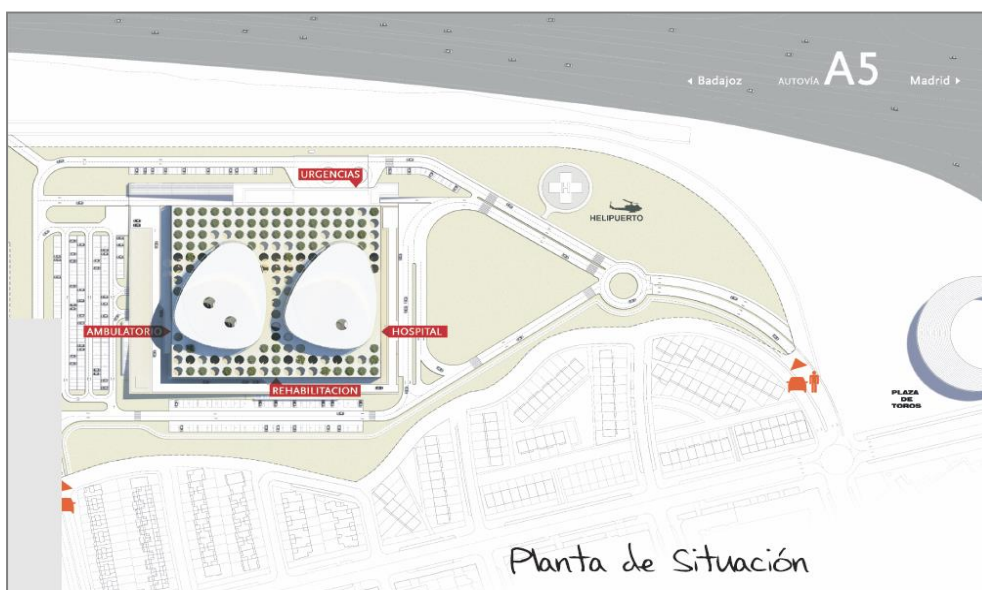 ◂ Badajoz AUTOVÍA A5 Madrid ▸
URGENCIAS
H
HELIPUERTO
AMBULATORIO
HOSPITAL
REHABILITACION
PLAZA
DE
TOROS
Planta de Situación